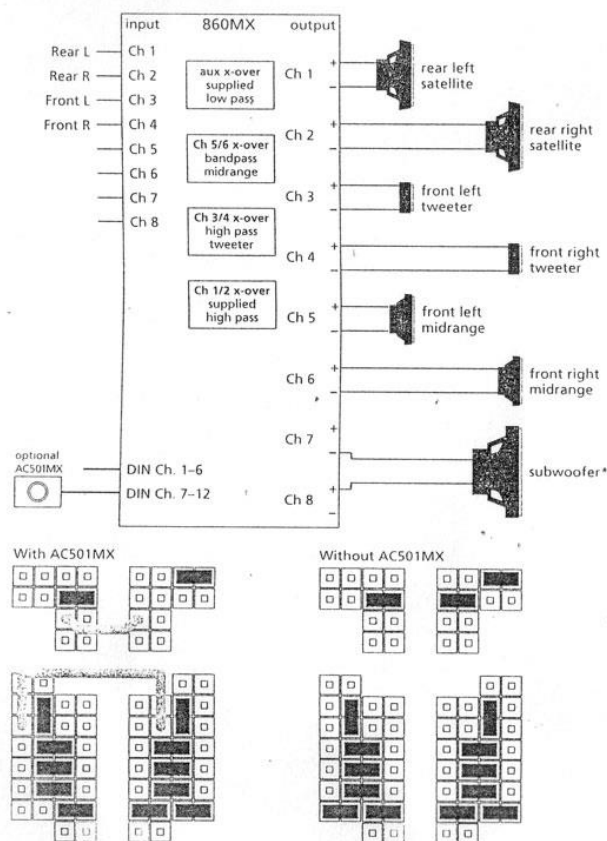 input 860MX output
Rear L Ch 1
Rear R Ch 2
Front L Ch 3
Front R Ch 4
Ch 5
Ch 6
Ch 7
Ch 8
aux x-over
supplied
low pass
Ch 5/6 x-over
bandpass
midrange
Ch 3/4 x-over
high pass
tweeter
Ch 1/2 x-over
supplied
high pass
Ch 1 + −
rear left
satellite
Ch 2 + −
rear right
satellite
Ch 3 + −
front left
tweeter
Ch 4 + −
front right
tweeter
Ch 5 + −
front left
midrange
Ch 6 + −
front right
midrange
Ch 7 + −
Ch 8 + −
subwoofer*
optional
AC501MX
DIN Ch. 1–6
DIN Ch. 7–12
With AC501MX
Without AC501MX